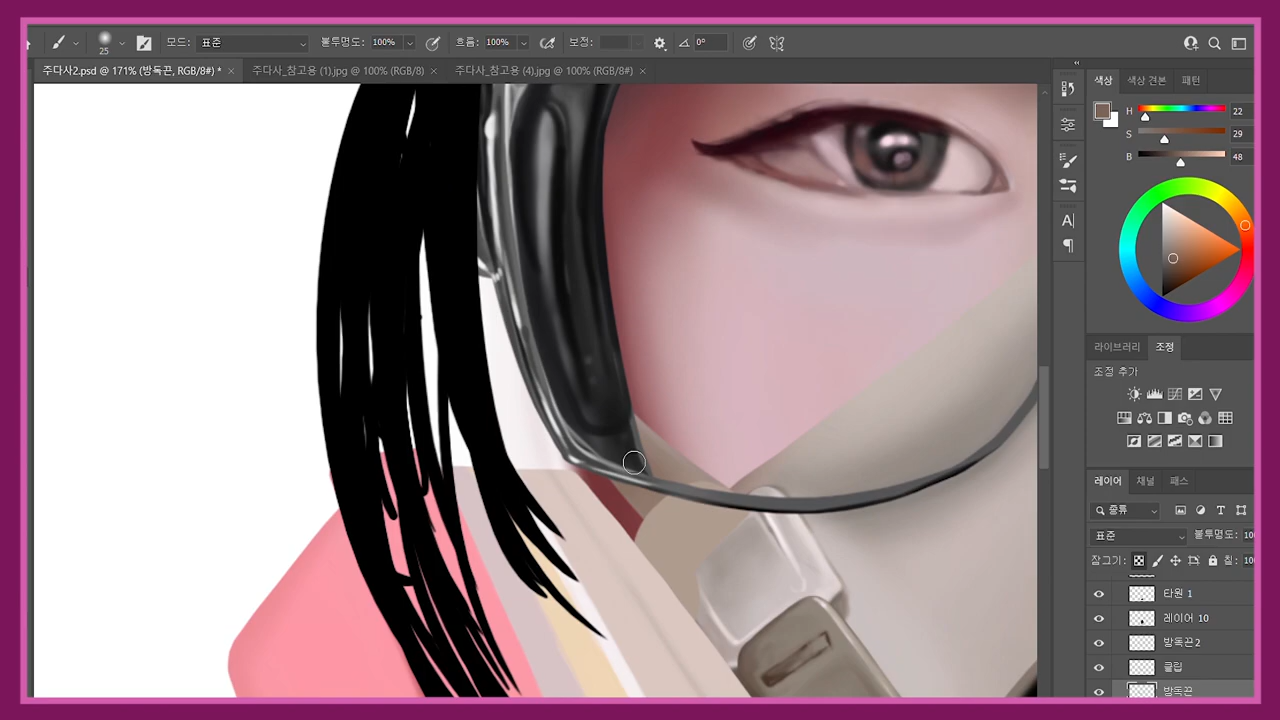 25
모드: 표준 불투명도: 100% 흐름: 100% 보정: 0°
주다사2.psd @ 171% (방독끈, RGB/8#) * × 주다사_참고용 (1).jpg @ 100% (RGB/8) × 주다사_참고용 (4).jpg @ 100% (RGB/8#) ×
색상 색상 견본 패턴
H 22
S 29
B 48
라이브러리 조정
조정 추가
레이어 채널 패스
종류
표준 불투명도: 100
잠그기: 칠: 100
타원 1
레이어 10
방독끈2
클립
방독끈